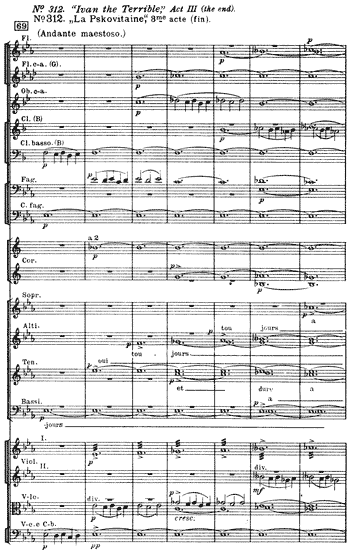 Nº 312. "Ivan the Terrible," Act III (the end).
Nº 312. „La Pskovitaine," 3me acte (fin).
69 (Andante maestoso.)
Fl.
Fl. c-a. (G).
p
Ob. c-a.
p
Cl. (B)
p
Cl. basso. (B)
p
Fag.
p
C. fag.
p
a 2
Cor.
p
p
Sopr.
a
Alti.
p tou jours
Ten.
p oui tou jours
p et dure a
Bassi.
a
p
jours
I.
p
Viol.
II.
div.
p mf
V-le.
div.
p cresc.
V-c. e C-b.
p pp